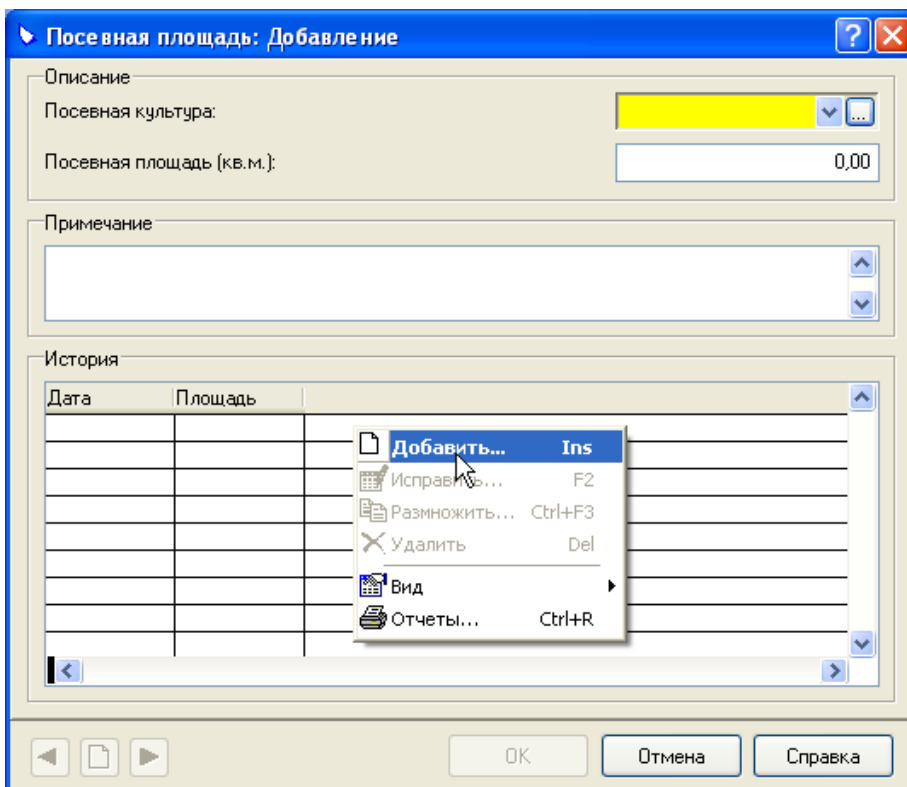 Посевная площадь: Добавление
Описание
Посевная культура:
...
Посевная площадь (кв.м.): 0,00
Примечание
История
Дата Площадь
Добавить... Ins
Исправить... F2
Размножить... Ctrl+F3
Удалить Del
Вид
Отчеты... Ctrl+R
OK Отмена Справка